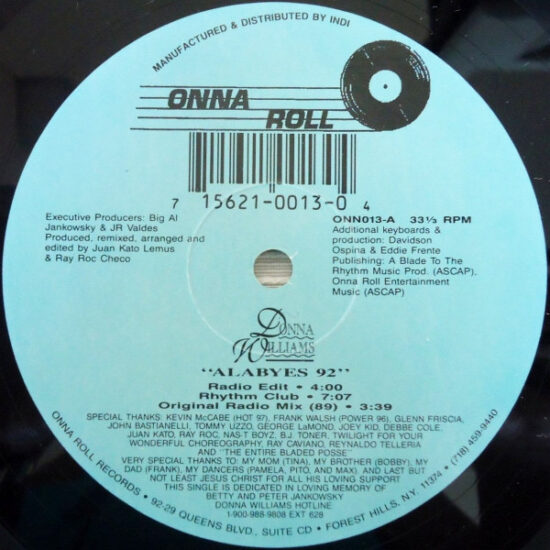 MANUFACTURED & DISTRIBUTED BY INDI
ONNA
ROLL
7 15621-0013-0 4
Executive Producers: Big Al
Jankowsky & JR Valdes
Produced, remixed, arranged and
edited by Juan Kato Lemus
& Ray Roc Checo
ONN013-A 33⅓ RPM
Additional keyboards &
production: Davidson
Ospina & Eddie Frente
Publishing: A Blade To The
Rhythm Music Prod. (ASCAP),
Onna Roll Entertainment
Music (ASCAP)
DONNA
WILLIAMS
"ALABYES 92"
Radio Edit • 4:00
Rhythm Club • 7:07
Original Radio Mix (89) • 3:39
SPECIAL THANKS: KEVIN McCABE (HOT 97), FRANK WALSH (POWER 96), GLENN FRISCIA,
JOHN BASTIANELLI, TOMMY UZZO, GEORGE LaMOND, JOEY KID, DEBBE COLE,
JUAN KATO, RAY ROC, NAS-T BOYZ, B.J. TONER, TWILIGHT FOR YOUR
WONDERFUL CHOREOGRAPHY, RAY CAVIANO, REYNALDO TELLERIA
AND "THE ENTIRE BLADED POSSE"
VERY SPECIAL THANKS TO: MY MOM (TINA), MY BROTHER (BOBBY), MY
DAD (FRANK), MY DANCERS (PAMELA, PITO, AND MAX), AND LAST BUT
NOT LEAST JESUS CHRIST FOR ALL HIS LOVING SUPPORT
THIS SINGLE IS DEDICATED IN LOVING MEMORY OF
BETTY AND PETER JANKOWSKY
DONNA WILLIAMS HOTLINE
1-900-988-9808 EXT 628
ONNA ROLL RECORDS • 92-29 QUEENS BLVD., SUITE CD • FOREST HILLS, NY, 11374 • (718)-459-9440